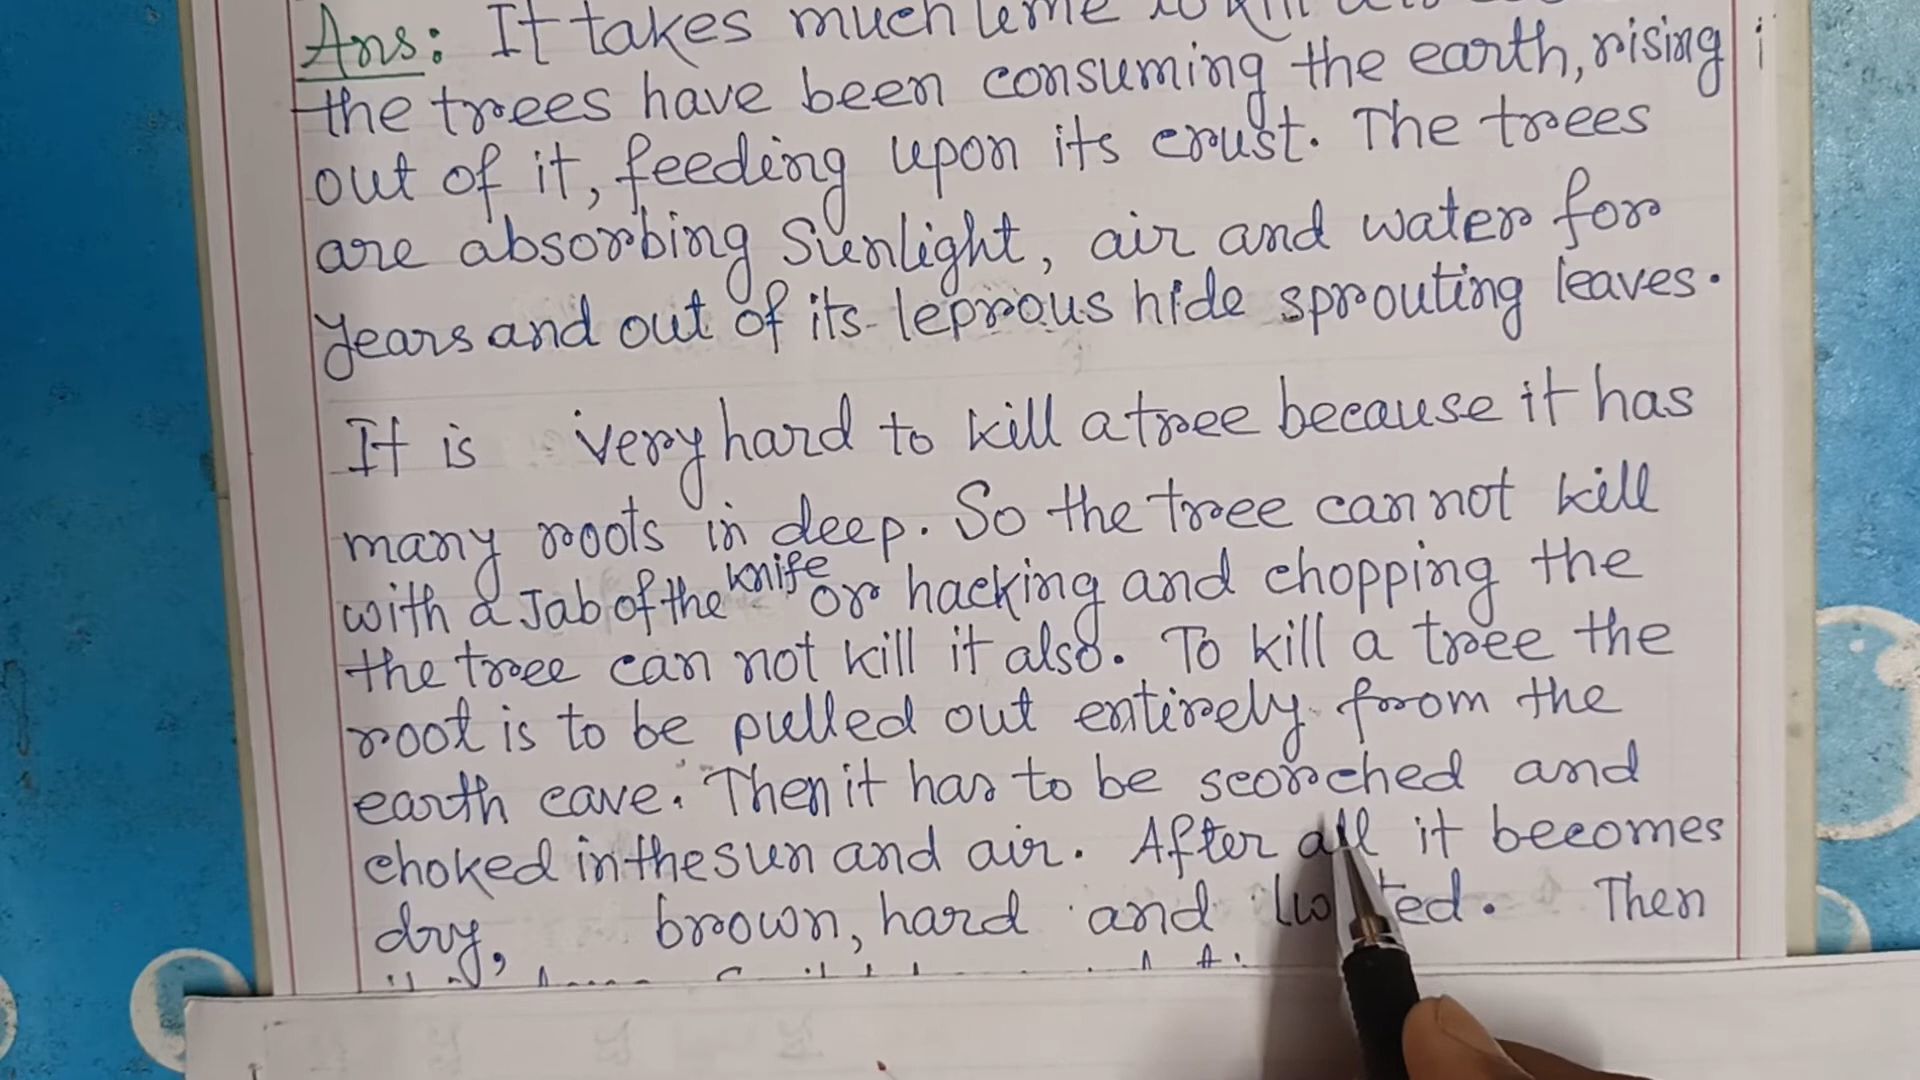 Ans: It takes much time to kill
the trees have been consuming the earth, rising
out of it, feeding upon its crust. The trees
are absorbing Sunlight, air and water for
years and out of its leprous hide sprouting leaves.
It is very hard to kill a tree because it has
many roots in deep. So the tree can not kill
with a Jab of the knife or hacking and chopping the
the tree can not kill it also. To kill a tree the
root is to be pulled out entirely from the
earth cave. Then it has to be scorched and
choked in the sun and air. After all it becomes
dry, brown, hard and Then